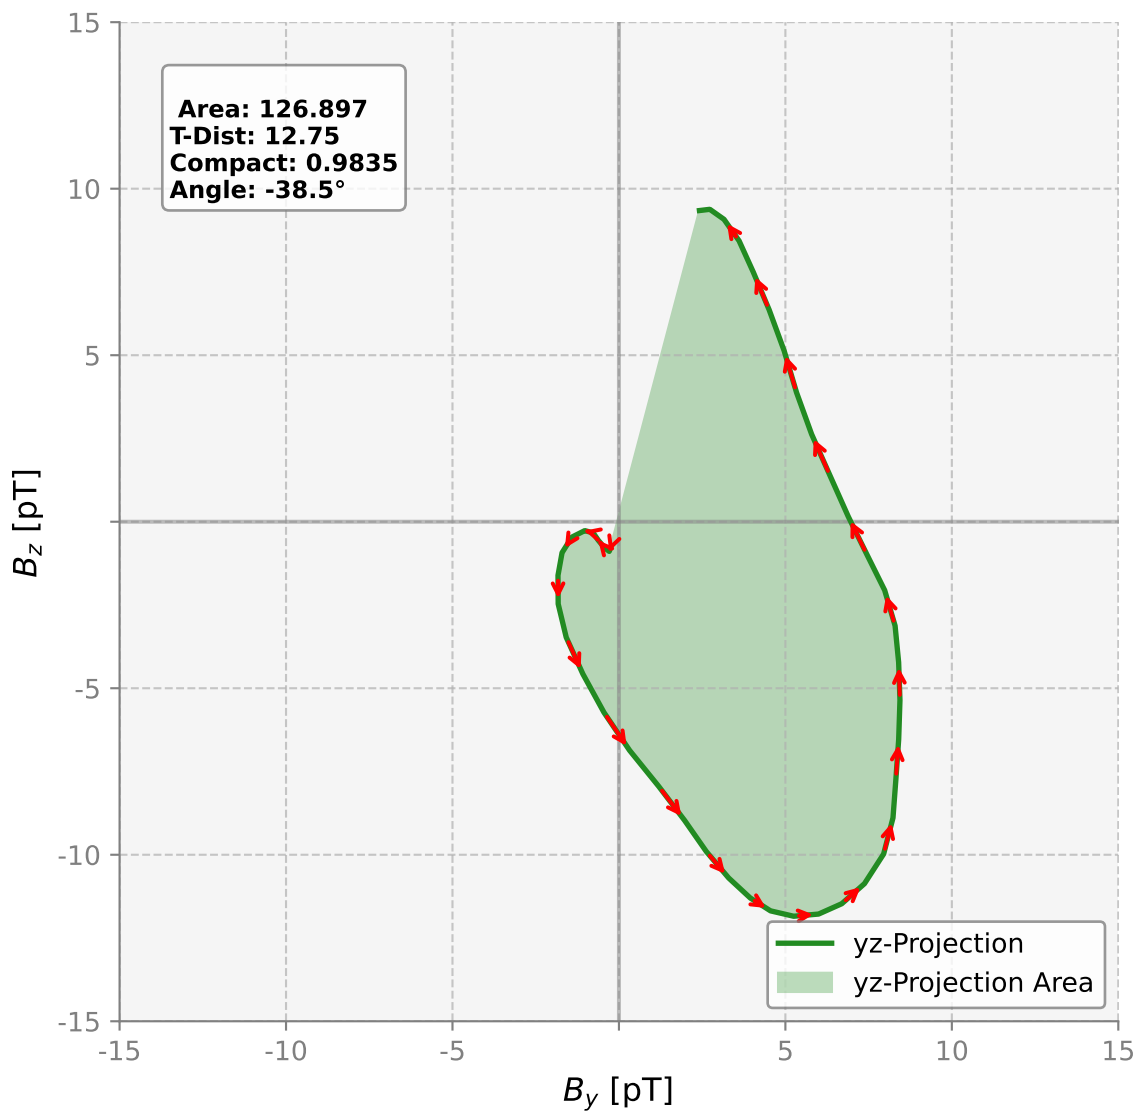 15
10
5
-5
-10
-15
Area: 126.897
T-Dist: 12.75
Compact: 0.9835
Angle: -38.5°
B_z [pT]
yz-Projection
yz-Projection Area
-15 -10 -5 5 10 15
B_y [pT]